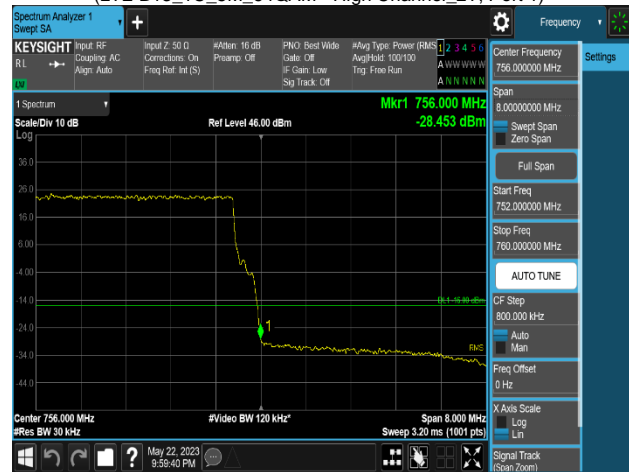 Spectrum Analyzer 1
Swept SA
Frequency
KEYSIGHT
RL
Input: RF
Coupling: AC
Align: Auto
Input Z: 50 Ω
Corrections: On
Freq Ref: Int (S)
#Atten: 16 dB
Preamp: Off
PNO: Best Wide
Gate: Off
IF Gain: Low
Sig Track: Off
#Avg Type: Power (RMS
Avg|Hold: 100/100
Trig: Free Run
1 2 3 4 5 6
A W W W W W
A N N N N N
LXI
1 Spectrum
Scale/Div 10 dB
Ref Level 46.00 dBm
Mkr1 756.000 MHz
-28.453 dBm
Log
36.0
26.0
16.0
6.00
-4.00
-14.0
-24.0
-34.0
-44.0
DL1 -16.00 dBm
1
RMS
Center 756.000 MHz
#Video BW 120 kHz*
Span 8.000 MHz
#Res BW 30 kHz
Sweep 3.20 ms (1001 pts)
May 22, 2023
9:59:40 PM
Center Frequency
756.000000 MHz
Settings
Span
8.00000000 MHz
Swept Span
Zero Span
Full Span
Start Freq
752.000000 MHz
Stop Freq
760.000000 MHz
AUTO TUNE
CF Step
800.000 kHz
Auto
Man
Freq Offset
0 Hz
X Axis Scale
Log
Lin
Signal Track
(Span Zoom)